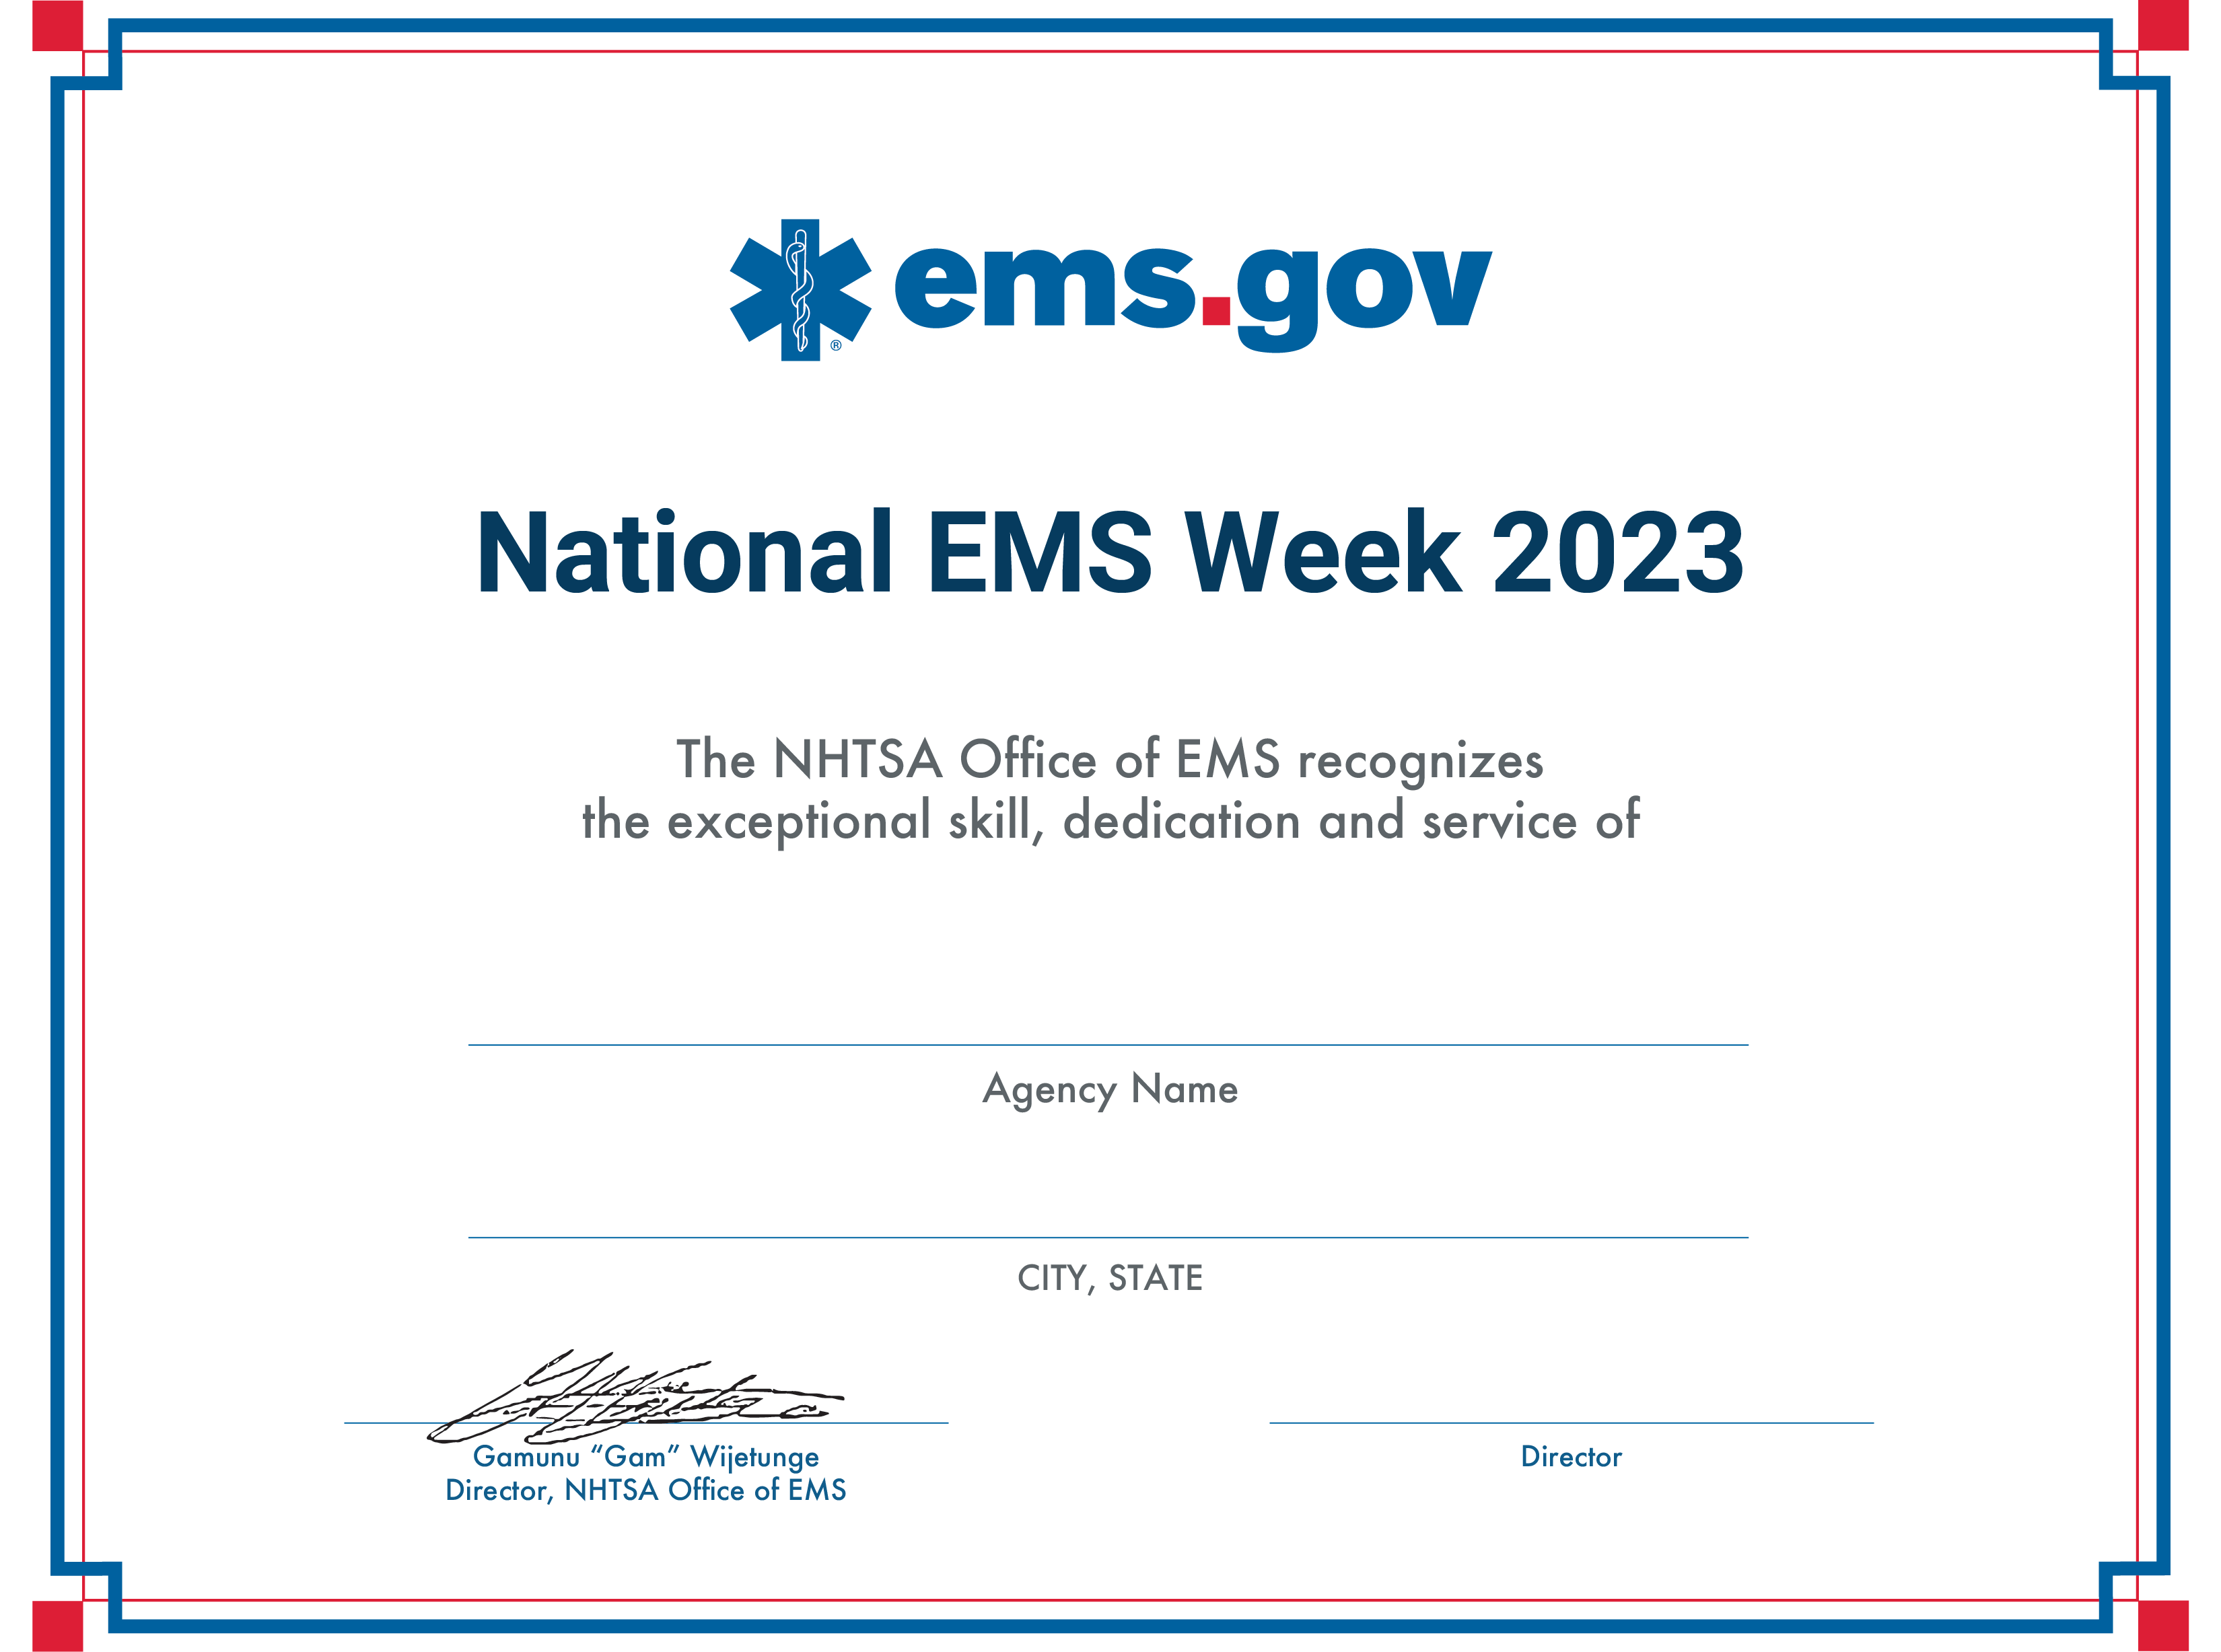 ems.gov
®
National EMS Week 2023
The NHTSA Office of EMS recognizes
the exceptional skill, dedication and service of
Agency Name
CITY, STATE
Gamunu “Gam” Wijetunge
Director, NHTSA Office of EMS
Director